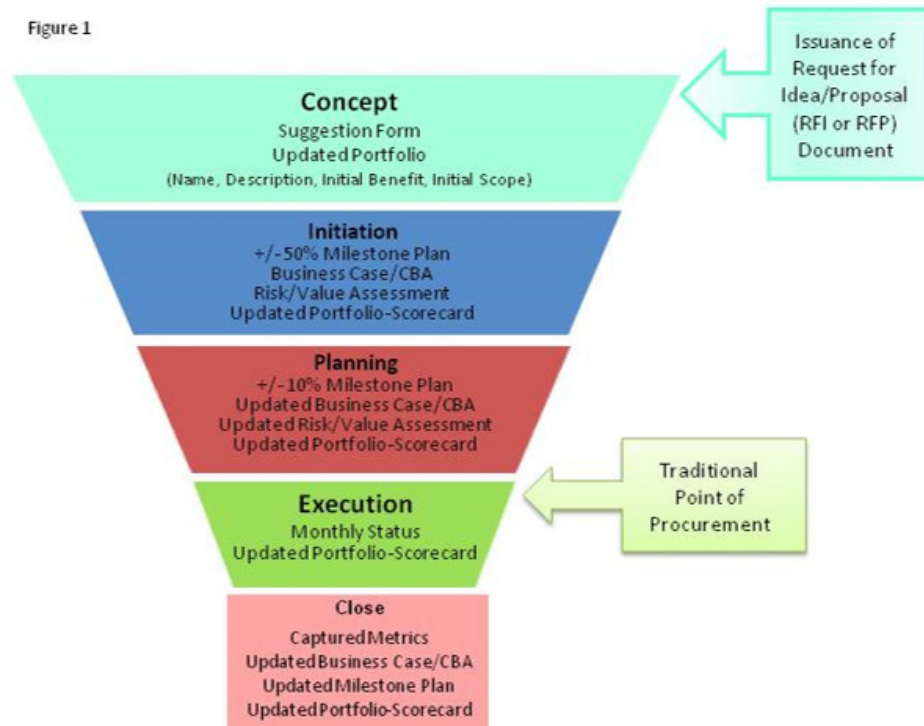 Figure 1
Issuance of
Request for
Idea/Proposal
(RFI or RFP)
Document
Concept
Suggestion Form
Updated Portfolio
(Name, Description, Initial Benefit, Initial Scope)
Initiation
+/-50% Milestone Plan
Business Case/CBA
Risk/Value Assessment
Updated Portfolio-Scorecard
Planning
+/-10% Milestone Plan
Updated Business Case/CBA
Updated Risk/Value Assessment
Updated Portfolio-Scorecard
Traditional
Point of
Procurement
Execution
Monthly Status
Updated Portfolio-Scorecard
Close
Captured Metrics
Updated Business Case/CBA
Updated Milestone Plan
Updated Portfolio-Scorecard